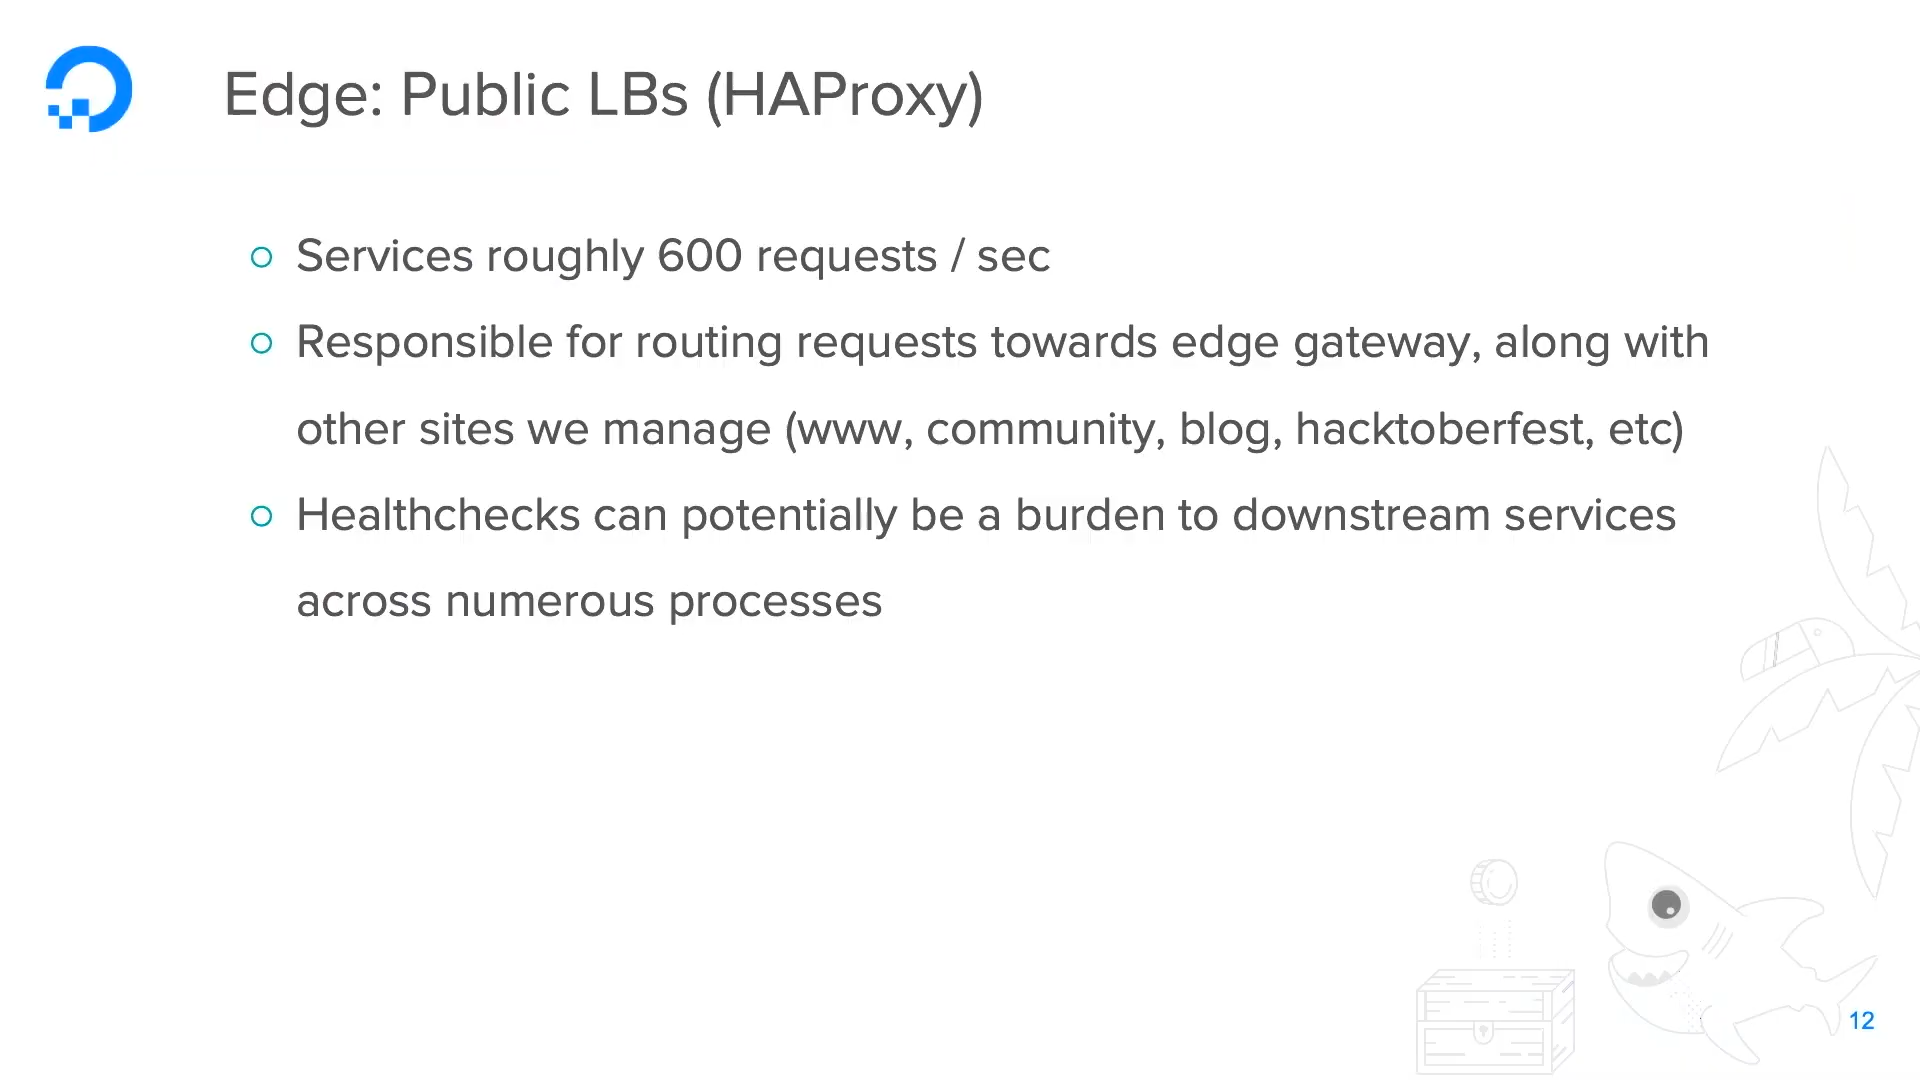 Edge: Public LBs (HAProxy)
Services roughly 600 requests / sec
Responsible for routing requests towards edge gateway, along with
other sites we manage (www, community, blog, hacktoberfest, etc)
Healthchecks can potentially be a burden to downstream services
across numerous processes
12